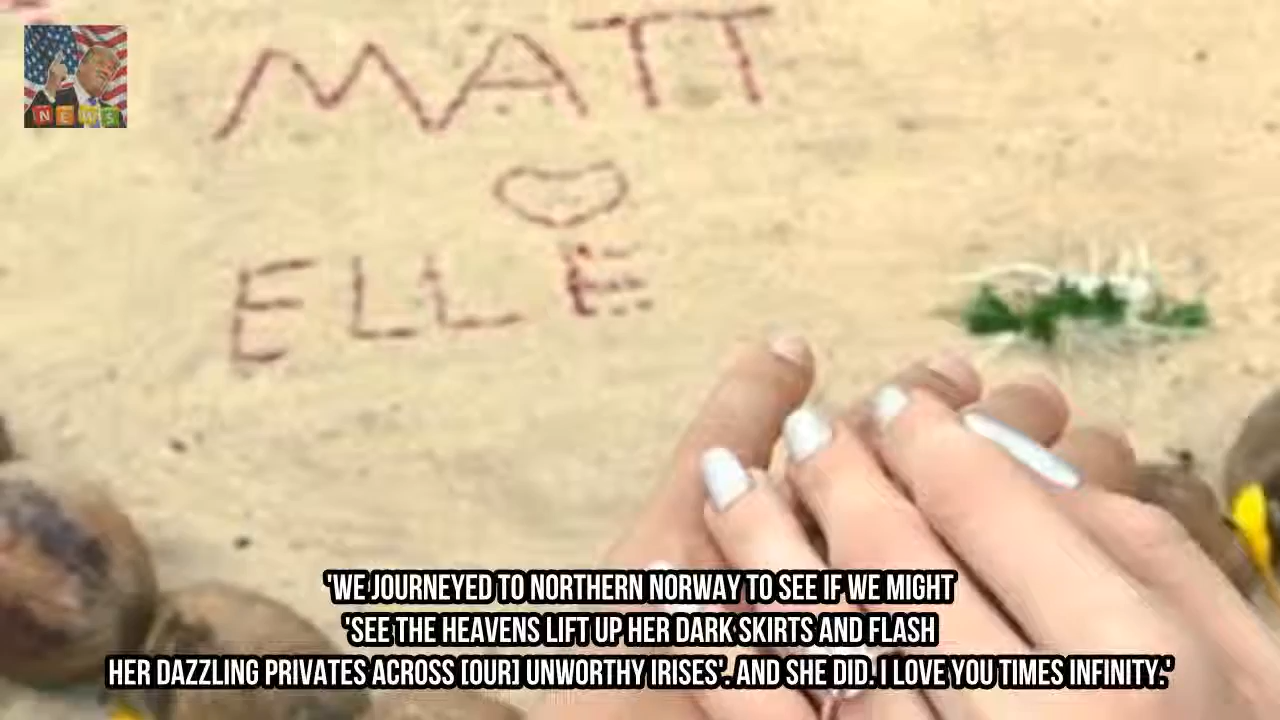 NEWS
MATT
ELLE
'WE JOURNEYED TO NORTHERN NORWAY TO SEE IF WE MIGHT
'SEE THE HEAVENS LIFT UP HER DARK SKIRTS AND FLASH
HER DAZZLING PRIVATES ACROSS [OUR] UNWORTHY IRISES'. AND SHE DID. I LOVE YOU TIMES INFINITY.'